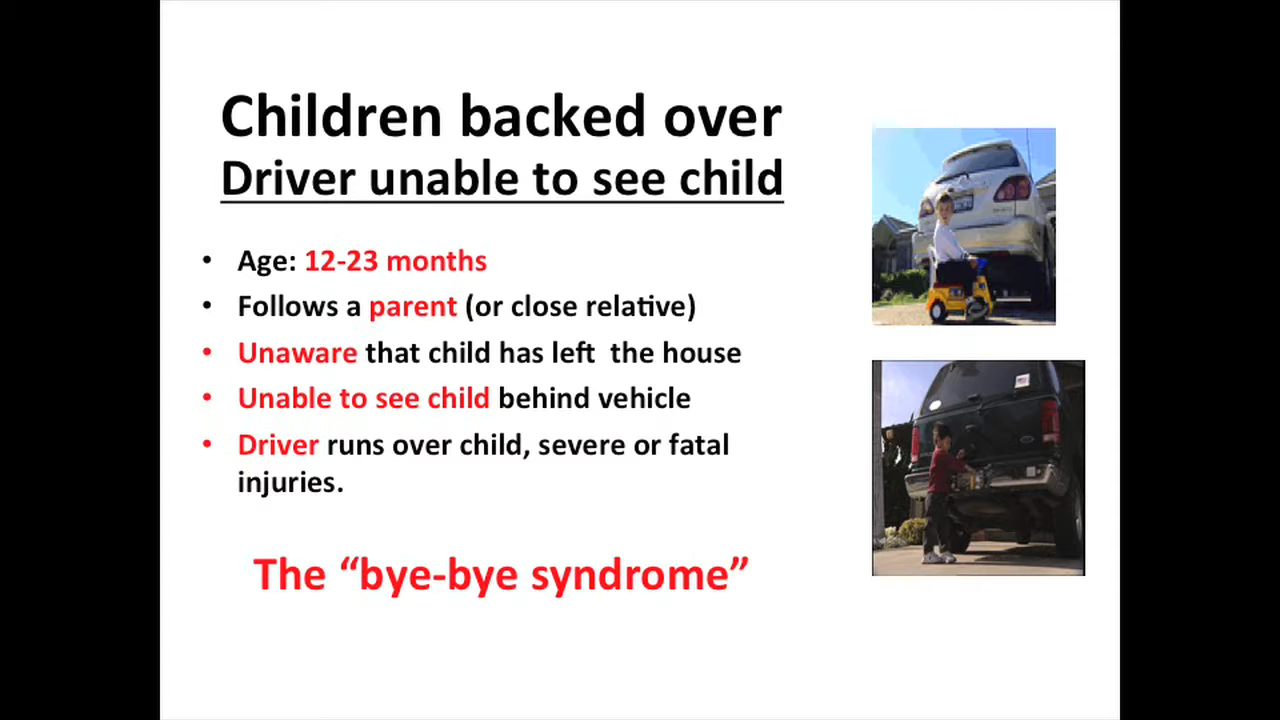 Children backed over
Driver unable to see child
• Age: 12-23 months
• Follows a parent (or close relative)
• Unaware that child has left  the house
• Unable to see child behind vehicle
• Driver runs over child, severe or fatal
injuries.
The “bye-bye syndrome”